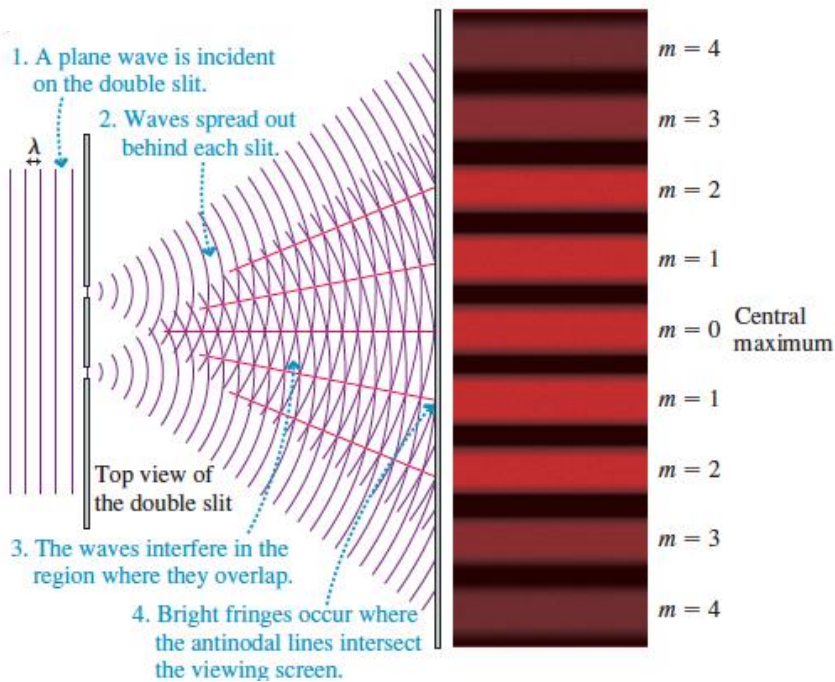 1. A plane wave is incident
on the double slit.
2. Waves spread out
behind each slit.
λ
Top view of
the double slit
3. The waves interfere in the
region where they overlap.
4. Bright fringes occur where
the antinodal lines intersect
the viewing screen.
m = 4
m = 3
m = 2
m = 1
m = 0 Central
maximum
m = 1
m = 2
m = 3
m = 4